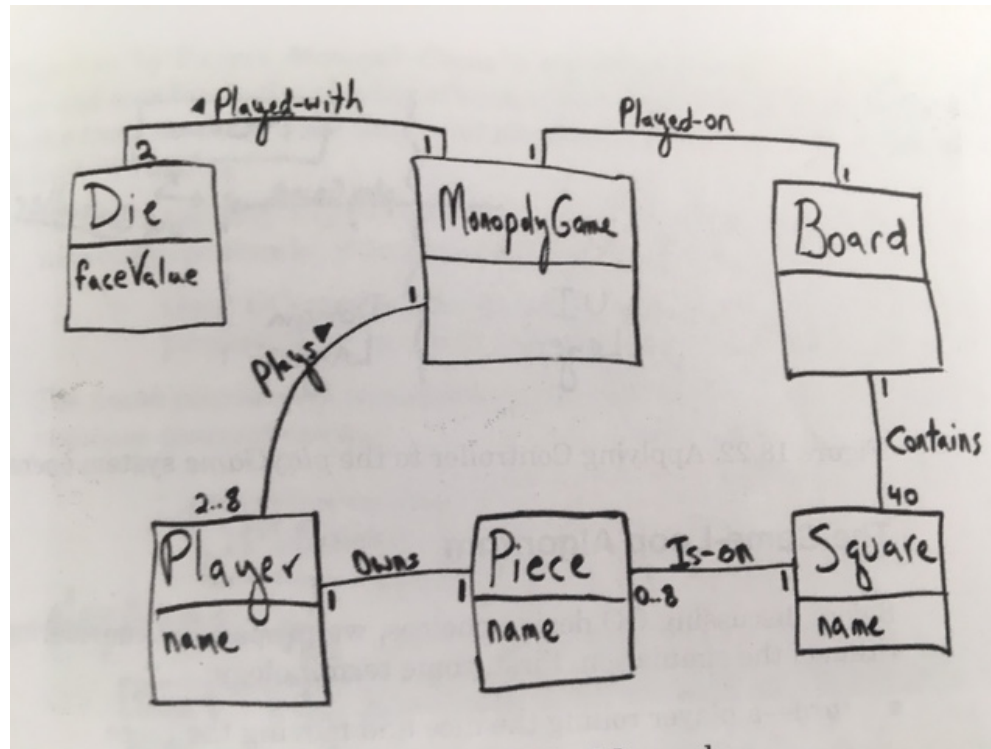 ◄ Played-with
Played-on
2
1
1
1
Die
faceValue
MonopolyGame
Board
1
Plays ►
1
Contains
2..8
40
Player
name
Owns
1
1
Piece
name
Is-on
0..8
1
Square
name